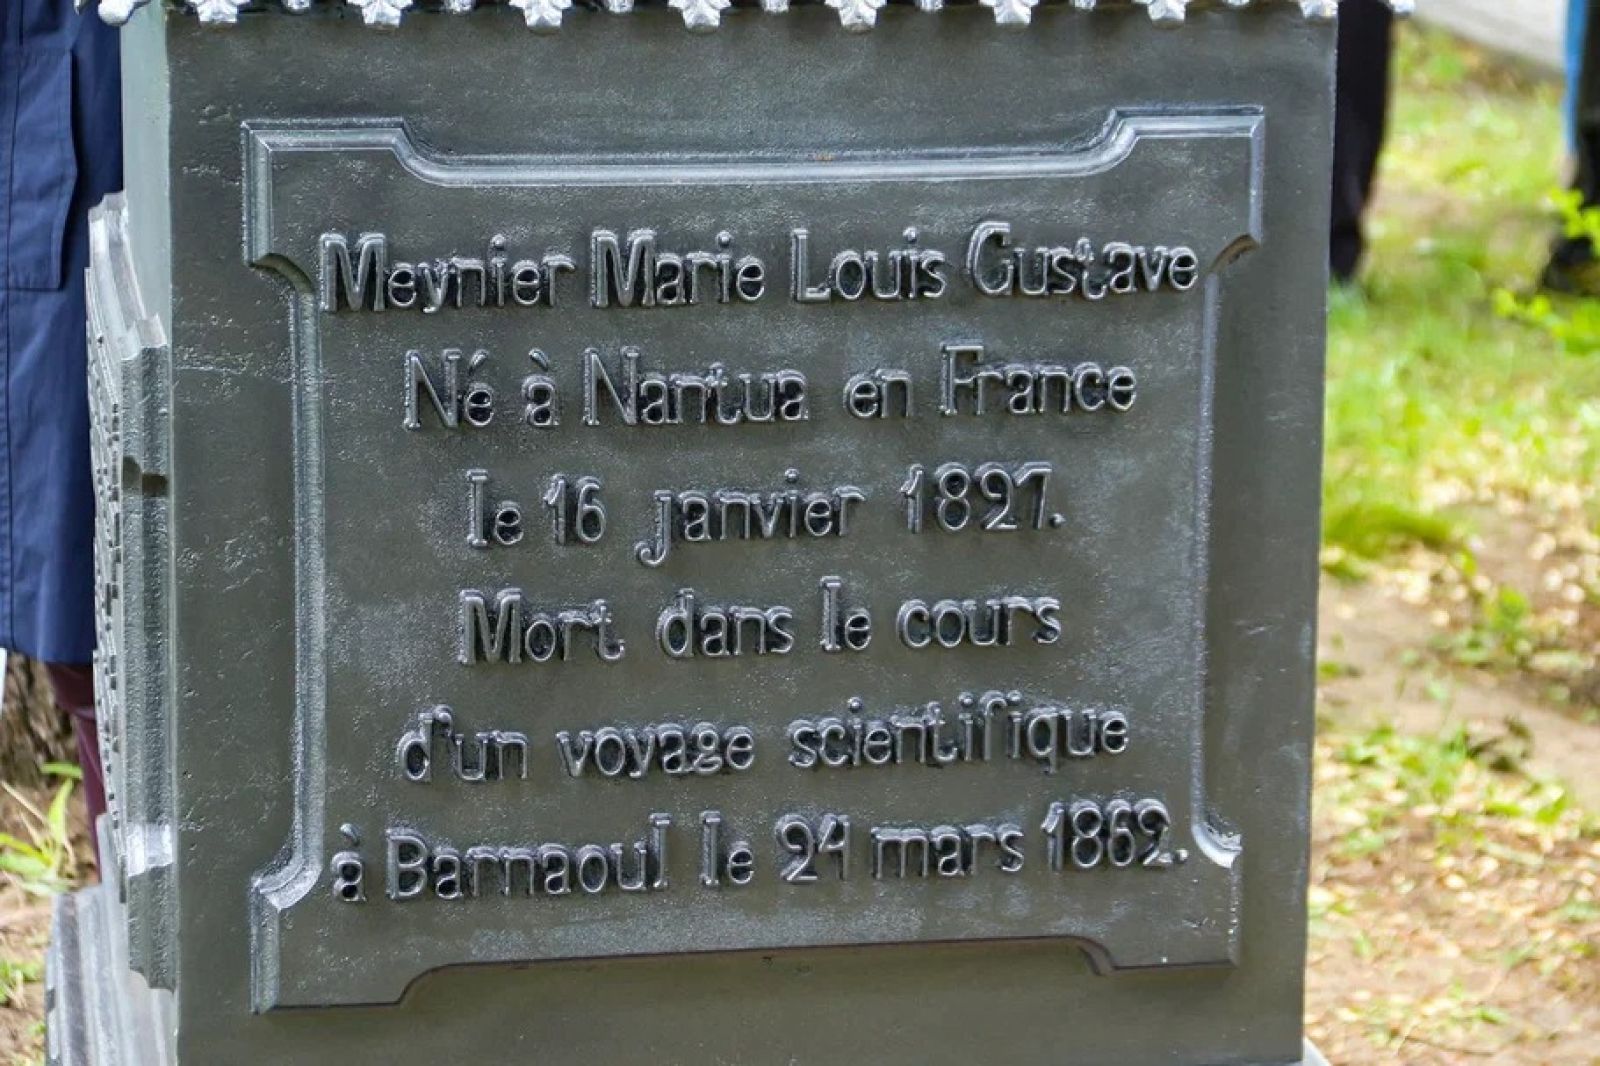 Meynier Marie Louis Gustave
Né à Nantua en France
le 16 janvier 1827.
Mort dans le cours
d'un voyage scientifique
à Barnaoul le 24 mars 1862.